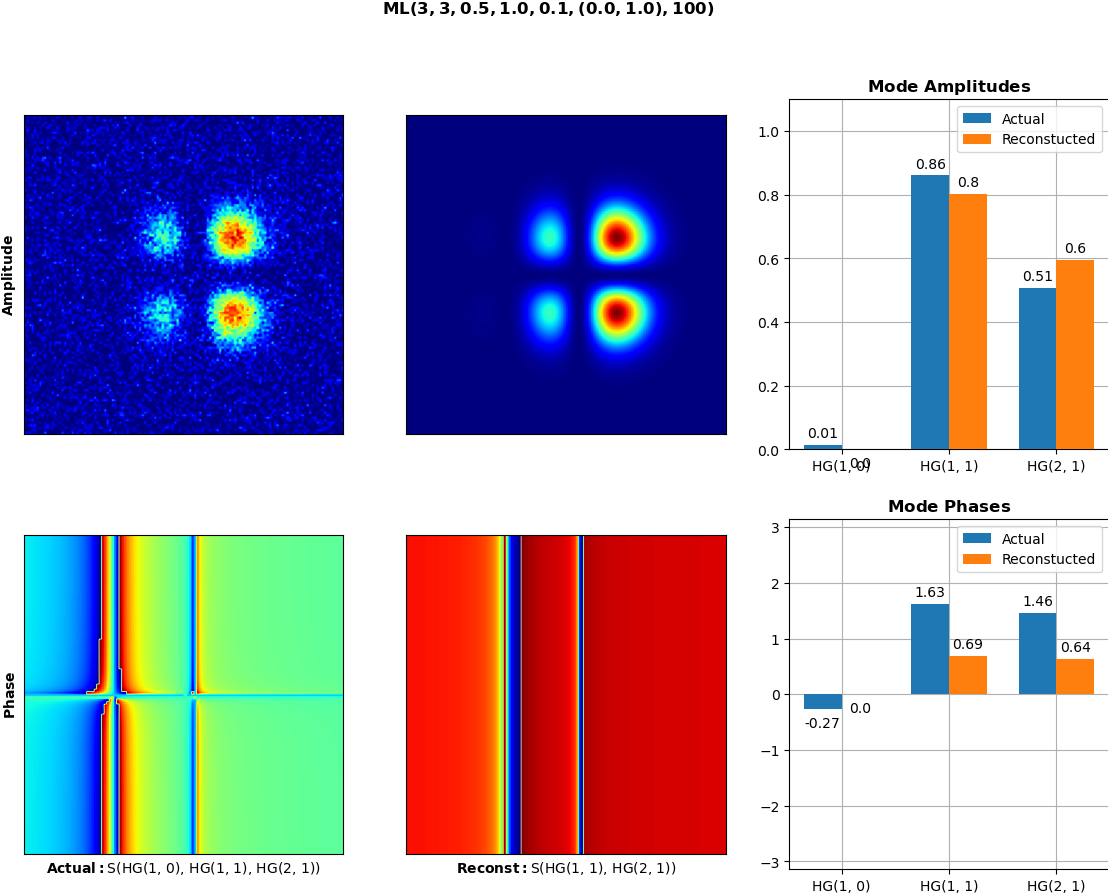 ML(3, 3, 0.5, 1.0, 0.1, (0.0, 1.0), 100)
Amplitude
Mode Amplitudes
Actual
Reconstucted
1.0
0.8
0.6
0.4
0.2
0.0
0.01
0.0
0.86
0.8
0.51
0.6
HG(1, 0)
HG(1, 1)
HG(2, 1)
Phase
Actual: S(HG(1, 0), HG(1, 1), HG(2, 1))
Reconst: S(HG(1, 1), HG(2, 1))
Mode Phases
Actual
Reconstucted
3
2
1
0
−1
−2
−3
-0.27
0.0
1.63
0.69
1.46
0.64
HG(1, 0)
HG(1, 1)
HG(2, 1)